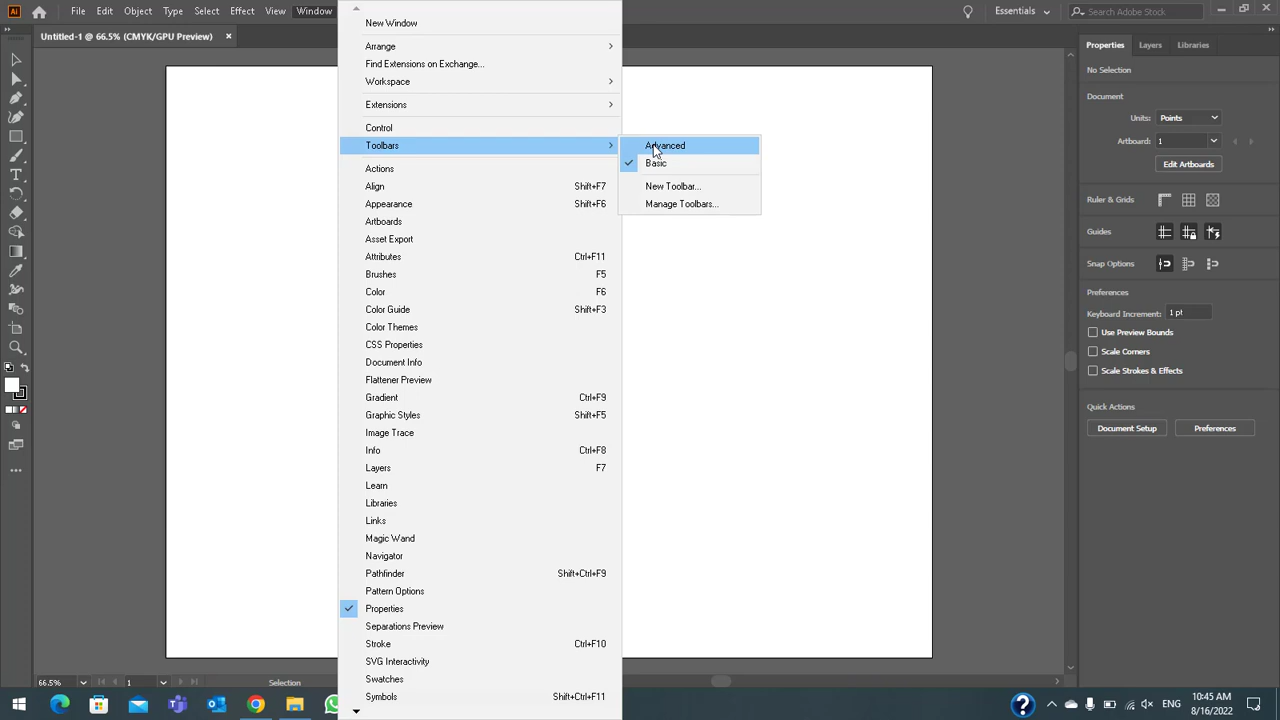 Ai
File
Edit
Object
Type
Select
Effect
View
Window
Essentials
Search Adobe Stock
Untitled-1 @ 66.5% (CMYK/GPU Preview)
New Window
Arrange
Find Extensions on Exchange...
Workspace
Extensions
Control
Toolbars
Actions
Align Shift+F7
Appearance Shift+F6
Artboards
Asset Export
Attributes Ctrl+F11
Brushes F5
Color F6
Color Guide Shift+F3
Color Themes
CSS Properties
Document Info
Flattener Preview
Gradient Ctrl+F9
Graphic Styles Shift+F5
Image Trace
Info Ctrl+F8
Layers F7
Learn
Libraries
Links
Magic Wand
Navigator
Pathfinder Shift+Ctrl+F9
Pattern Options
Properties
Separations Preview
Stroke Ctrl+F10
SVG Interactivity
Swatches
Symbols Shift+Ctrl+F11
Advanced
Basic
New Toolbar...
Manage Toolbars...
Properties
Layers
Libraries
No Selection
Document
Units: Points
Artboard: 1
Edit Artboards
Ruler & Grids
Guides
Snap Options
Preferences
Keyboard Increment: 1 pt
Use Preview Bounds
Scale Corners
Scale Strokes & Effects
Quick Actions
Document Setup
Preferences
66.5%
1
Selection
10:45 AM
8/16/2022